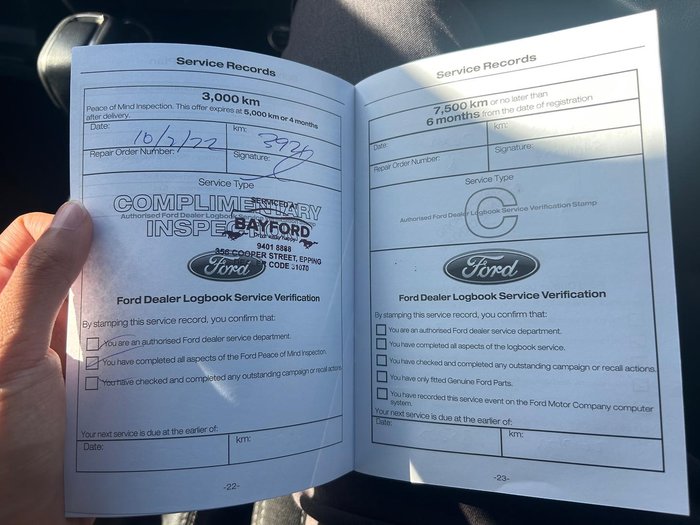 Service Records
3,000 km
Peace of Mind Inspection. This offer expires at 5,000 km or 4 months
after delivery.
Date:
km:
10/2/22
Repair Order Number:
Signature:
Service Type
COMPLIMENTARY
Authorised Ford Dealer Logbook Service Verification Stamp
INSPE
SERVICED AT
BAYFORD
9401 8888
356 COOPER STREET, EPPING
CODE 31070
Ford
Ford Dealer Logbook Service Verification
By stamping this service record, you confirm that:
You are an authorised Ford dealer service department.
You have completed all aspects of the Ford Peace of Mind Inspection.
You have checked and completed any outstanding campaign or recall actions.
Your next service is due at the earlier of:
Date:
km:
-22-
Service Records
7,500 km or no later than
6 months from the date of registration
Date:
km:
Repair Order Number:
Signature:
Service Type
C
Authorised Ford Dealer Logbook Service Verification Stamp
Ford
Ford Dealer Logbook Service Verification
By stamping this service record, you confirm that:
You are an authorised Ford dealer service department.
You have completed all aspects of the logbook service.
You have checked and completed any outstanding campaign or recall actions.
You have only fitted Genuine Ford Parts.
You have recorded this service event on the Ford Motor Company computer
system.
Your next service is due at the earlier of:
Date:
km:
-23-